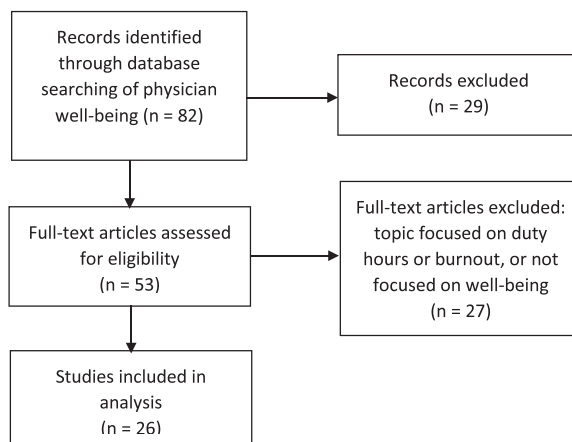 Records identified
through database
searching of physician
well-being (n = 82)
Records excluded
(n = 29)
Full-text articles assessed
for eligibility
(n = 53)
Full-text articles excluded:
topic focused on duty
hours or burnout, or not
focused on well-being
(n = 27)
Studies included in
analysis
(n = 26)